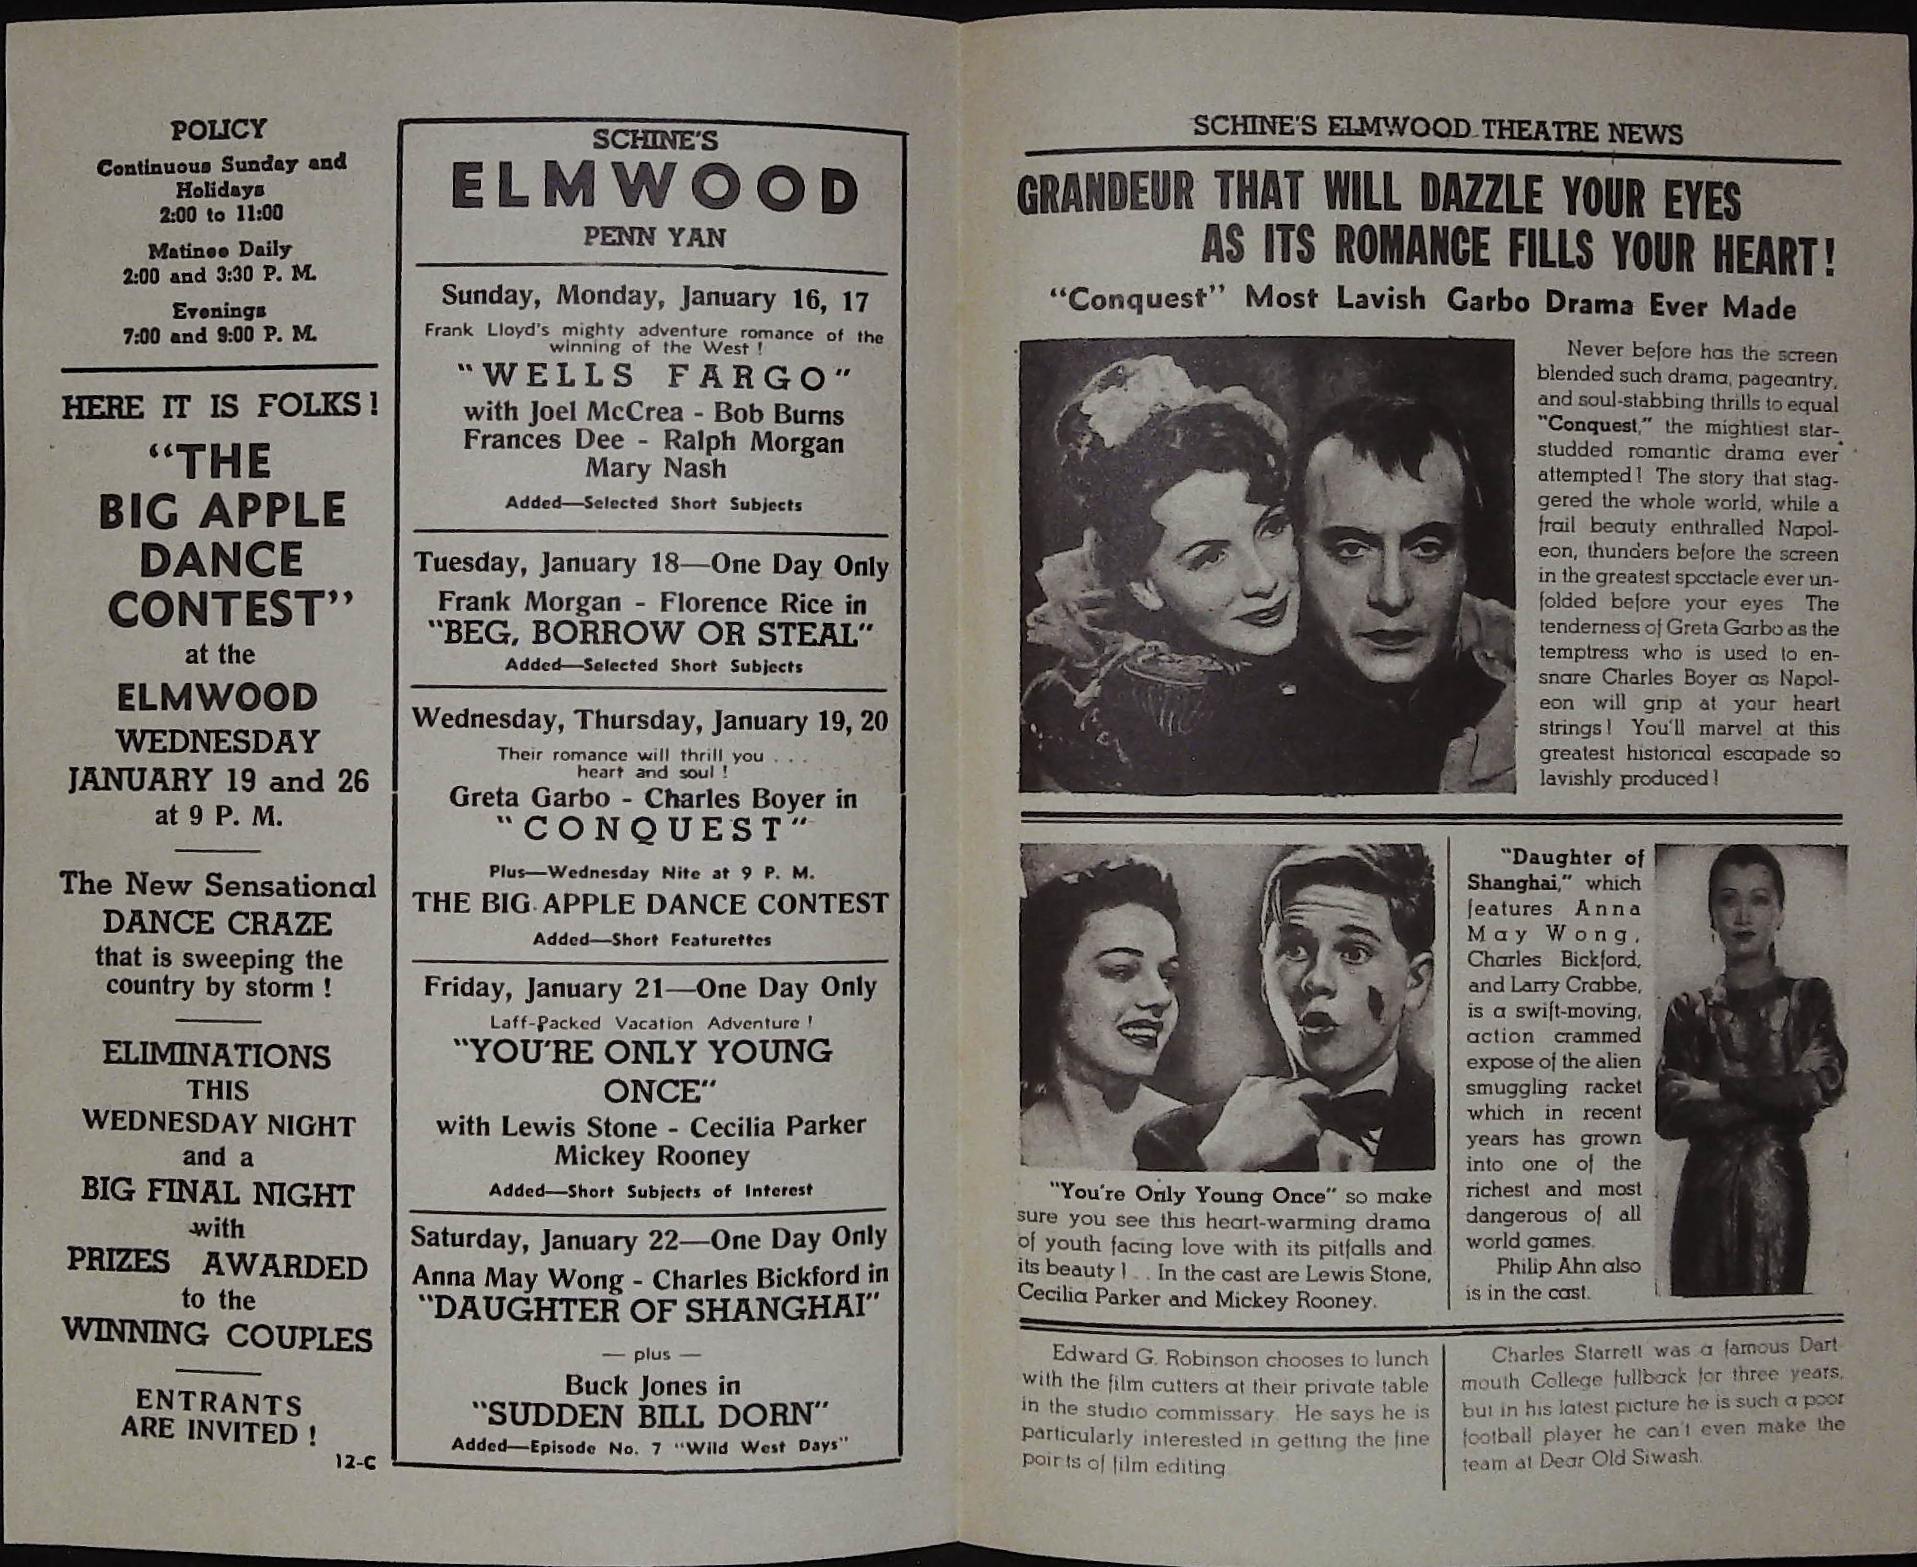 POLICY
Continuous Sunday and
Holidays
2:00 to 11:00
Matinee Daily
2:00 and 3:30 P. M.
Evenings
7:00 and 9:00 P. M.
HERE IT IS FOLKS !
"THE
BIG APPLE
DANCE
CONTEST"
at the
ELMWOOD
WEDNESDAY
JANUARY 19 and 26
at 9 P. M.
The New Sensational
DANCE CRAZE
that is sweeping the
country by storm !
ELIMINATIONS
THIS
WEDNESDAY NIGHT
and a
BIG FINAL NIGHT
with
PRIZES AWARDED
to the
WINNING COUPLES
ENTRANTS
ARE INVITED !
12-C
SCHINE'S
ELMWOOD
PENN YAN
Sunday, Monday, January 16, 17
Frank Lloyd's mighty adventure romance of the
winning of the West !
"WELLS FARGO"
with Joel McCrea - Bob Burns
Frances Dee - Ralph Morgan
Mary Nash
Added—Selected Short Subjects
Tuesday, January 18—One Day Only
Frank Morgan - Florence Rice in
"BEG, BORROW OR STEAL"
Added—Selected Short Subjects
Wednesday, Thursday, January 19, 20
Their romance will thrill you . . .
heart and soul !
Greta Garbo - Charles Boyer in
"CONQUEST"
Plus—Wednesday Nite at 9 P. M.
THE BIG APPLE DANCE CONTEST
Added—Short Featurettes
Friday, January 21—One Day Only
Laff-Packed Vacation Adventure !
"YOU'RE ONLY YOUNG
ONCE"
with Lewis Stone - Cecilia Parker
Mickey Rooney
Added—Short Subjects of Interest
Saturday, January 22—One Day Only
Anna May Wong - Charles Bickford in
"DAUGHTER OF SHANGHAI"
— plus —
Buck Jones in
"SUDDEN BILL DORN"
Added—Episode No. 7 "Wild West Days"
SCHINE'S ELMWOOD THEATRE NEWS
GRANDEUR THAT WILL DAZZLE YOUR EYES
AS ITS ROMANCE FILLS YOUR HEART!
"Conquest" Most Lavish Garbo Drama Ever Made
Never before has the screen
blended such drama, pageantry,
and soul-stabbing thrills to equal
"Conquest," the mightiest star-
studded romantic drama ever
attempted! The story that stag-
gered the whole world, while a
frail beauty enthralled Napol-
eon, thunders before the screen
in the greatest spectacle ever un-
folded before your eyes The
tenderness of Greta Garbo as the
temptress who is used to en-
snare Charles Boyer as Napol-
eon will grip at your heart
strings! You'll marvel at this
greatest historical escapade so
lavishly produced!
"You're Only Young Once" so make
sure you see this heart-warming drama
of youth facing love with its pitfalls and
its beauty! . . In the cast are Lewis Stone,
Cecilia Parker and Mickey Rooney.
"Daughter of
Shanghai," which
features Anna
May Wong,
Charles Bickford,
and Larry Crabbe,
is a swift-moving,
action crammed
expose of the alien
smuggling racket
which in recent
years has grown
into one of the
richest and most
dangerous of all
world games.
Philip Ahn also
is in the cast.
Edward G. Robinson chooses to lunch
with the film cutters at their private table
in the studio commissary. He says he is
particularly interested in getting the fine
points of film editing
Charles Starrett was a famous Dart-
mouth College fullback for three years,
but in his latest picture he is such a poor
football player he can't even make the
team at Dear Old Siwash.